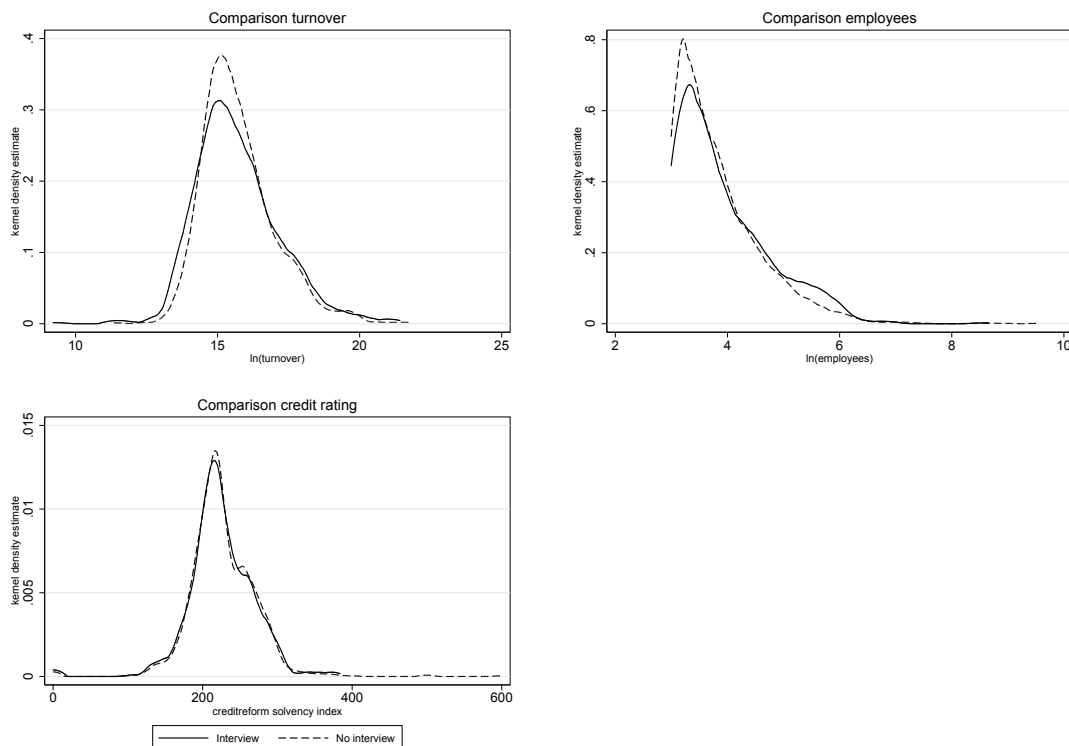 Comparison turnover
kernel density estimate
0 .1 .2 .3 .4
10 15 20 25
ln(turnover)
Comparison employees
kernel density estimate
0 .2 .4 .6 .8
2 4 6 8 10
ln(employees)
Comparison credit rating
kernel density estimate
0 .005 .01 .015
0 200 400 600
creditreform solvency index
Interview No interview